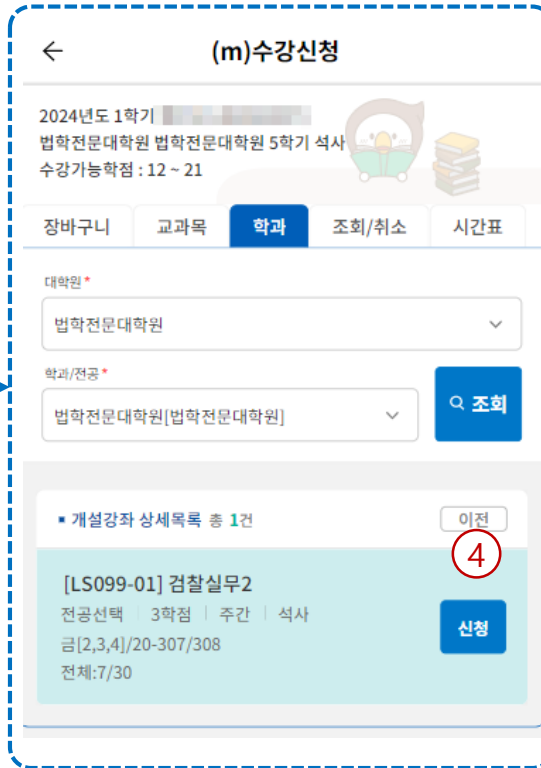 (m)수강신청
2024년도 1학기
법학전문대학원 법학전문대학원 5학기 석사
수강가능학점 : 12 ~ 21
장바구니 교과목 학과 조회/취소 시간표
대학원 *
법학전문대학원
학과/전공 *
법학전문대학원[법학전문대학원]
조회
개설강좌 상세목록 총 1건 이전
4
[LS099-01] 검찰실무2
전공선택 3학점 주간 석사
신청
금[2,3,4]/20-307/308
전체:7/30